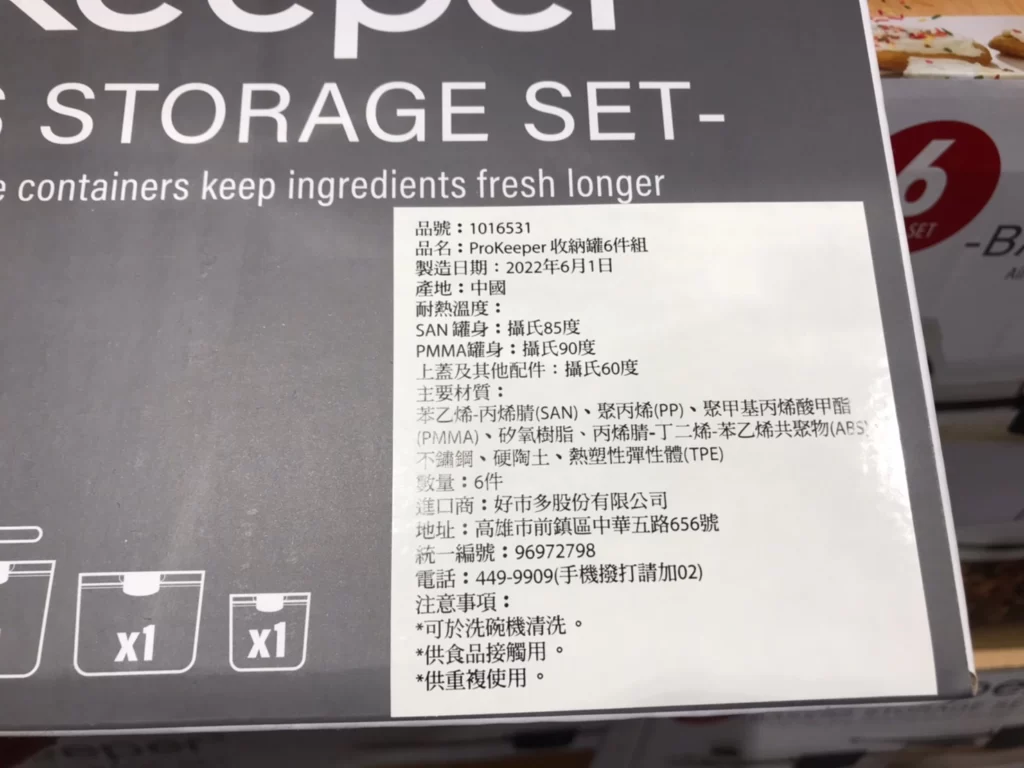 STORAGE SET-
containers keep ingredients fresh longer
品號：1016531
品名：ProKeeper 收納罐6件組
製造日期：2022年6月1日
產地：中國
耐熱溫度：
SAN 罐身：攝氏85度
PMMA罐身：攝氏90度
上蓋及其他配件：攝氏60度
主要材質：
苯乙烯-丙烯腈(SAN)、聚丙烯(PP)、聚甲基丙烯酸甲酯
(PMMA)、矽氧樹脂、丙烯腈-丁二烯-苯乙烯共聚物(ABS)
不鏽鋼、硬陶土、熱塑性彈性體(TPE)
數量：6件
進口商：好市多股份有限公司
地址：高雄市前鎮區中華五路656號
統一編號：96972798
電話：449-9909(手機撥打請加02)
注意事項：
*可於洗碗機清洗。
*供食品接觸用。
*供重複使用。
x1
x1
6
SET